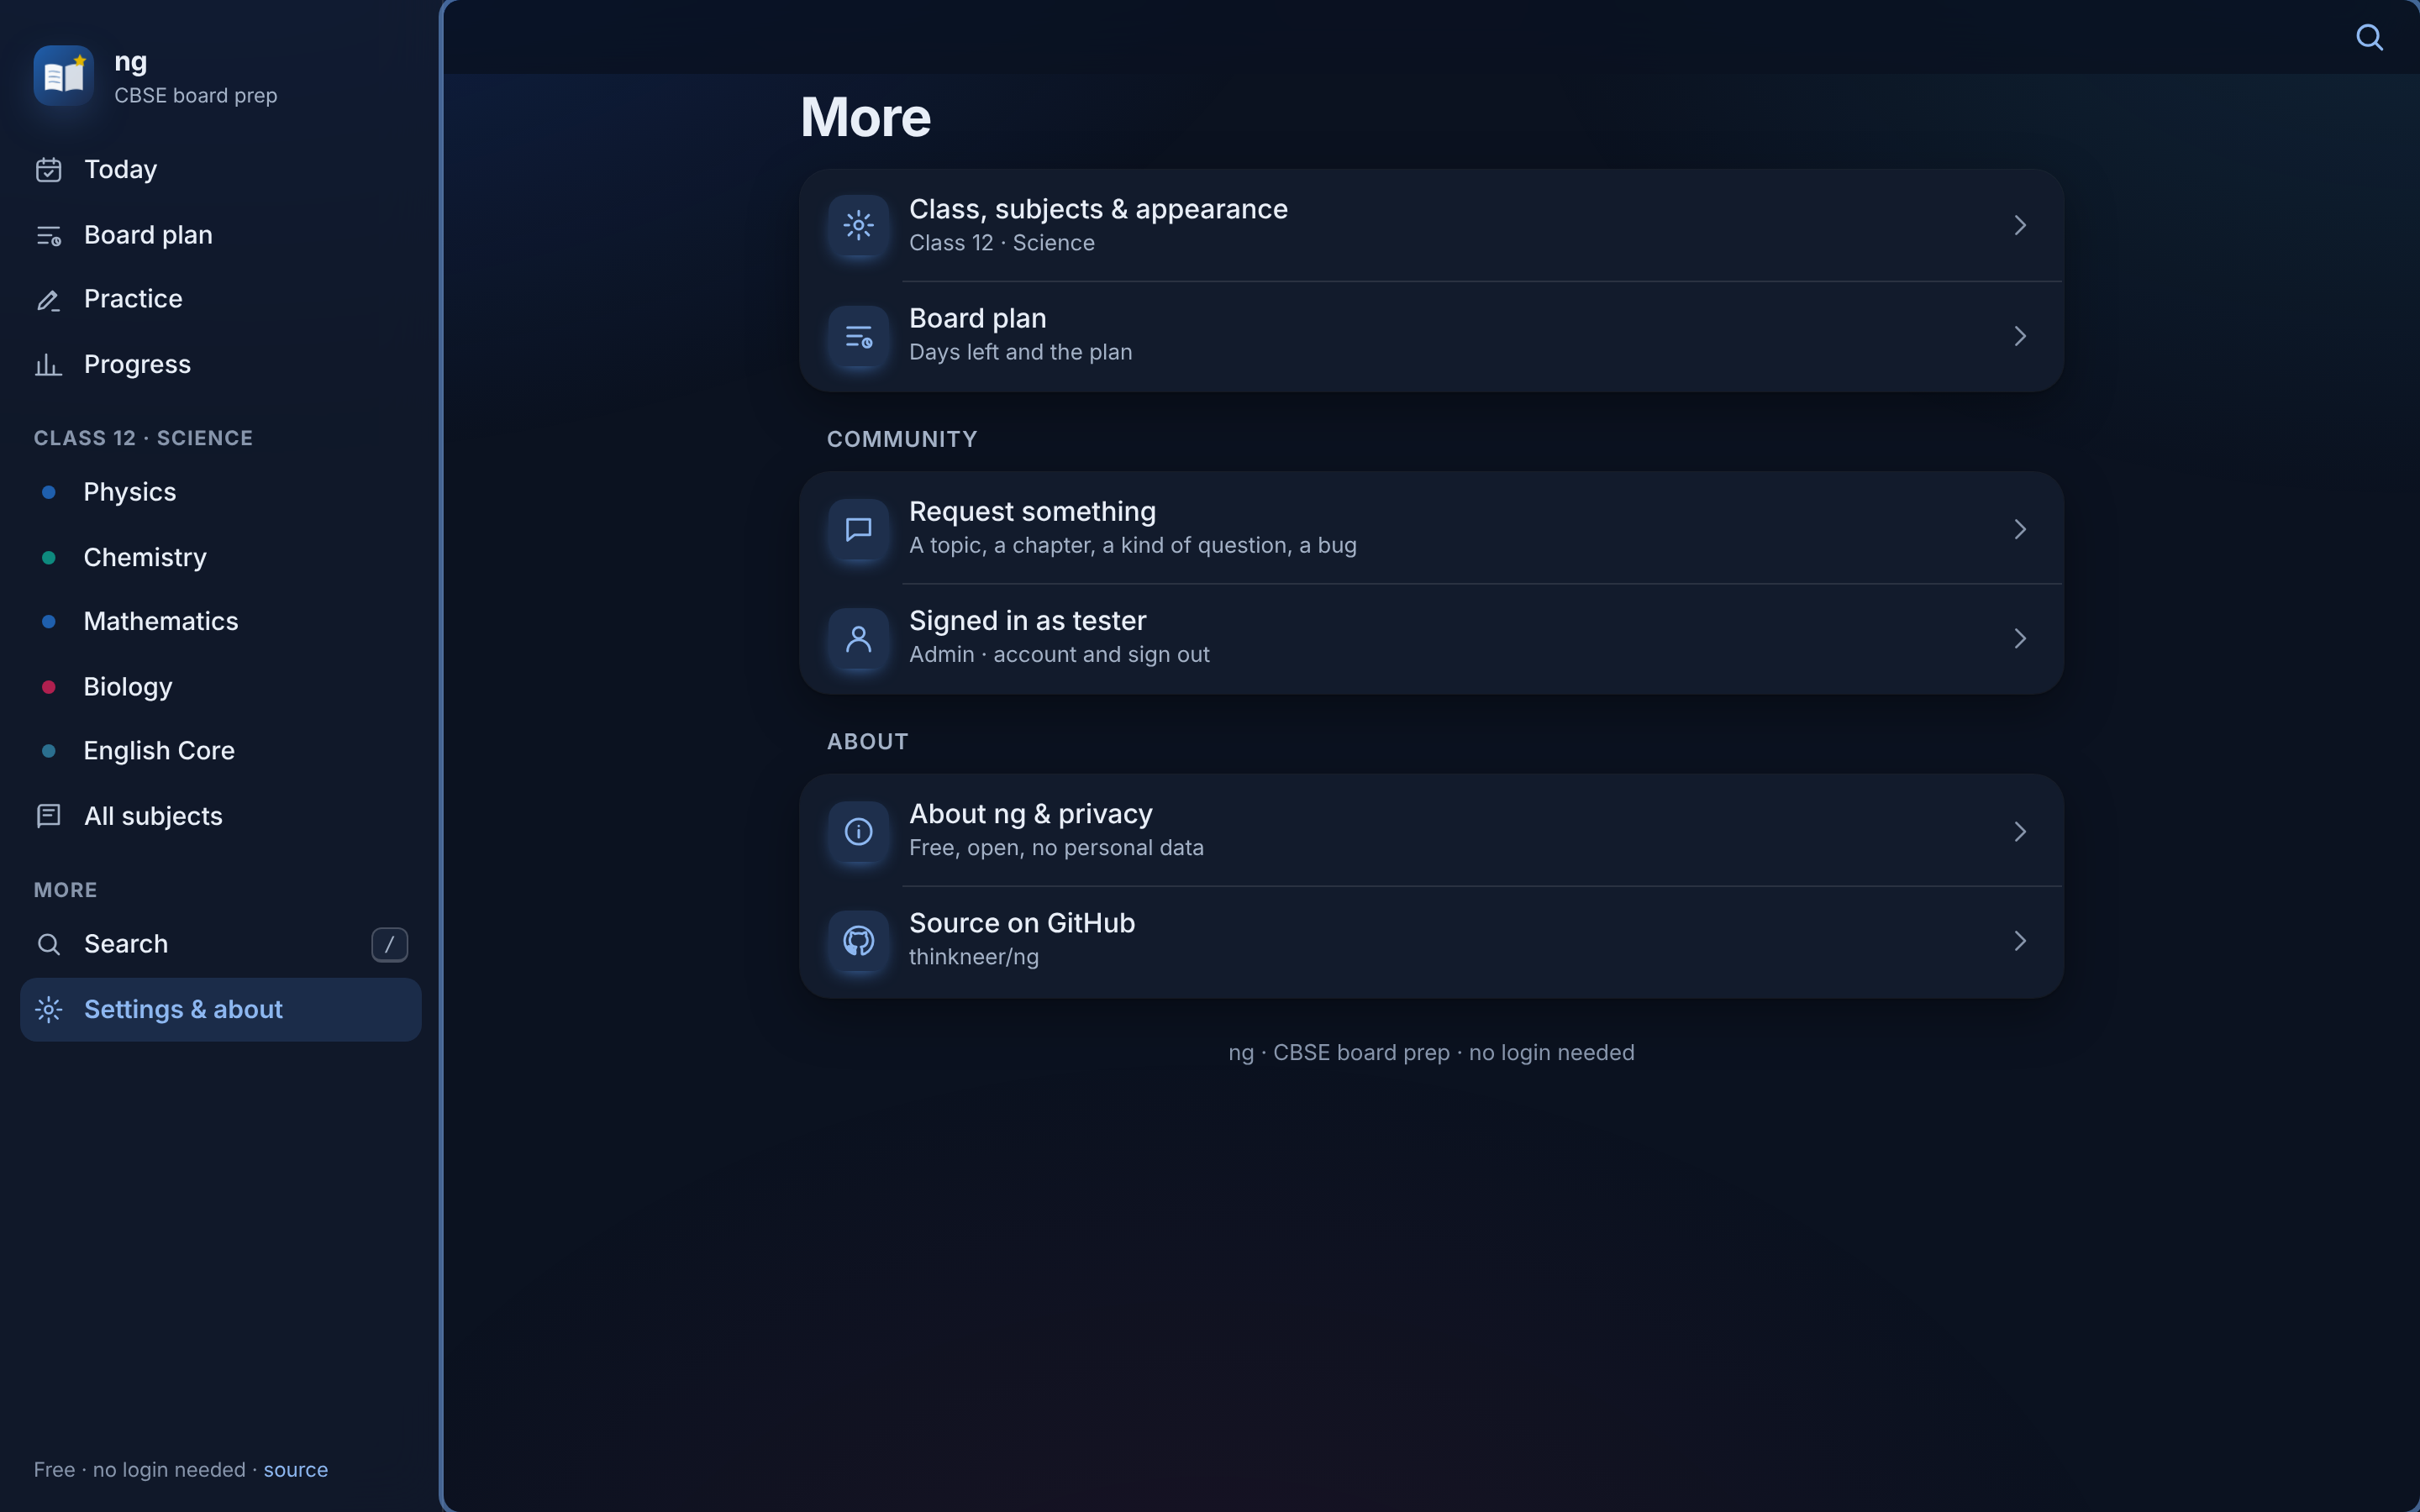 ng
CBSE board prep
Today
Board plan
Practice
Progress
CLASS 12 · SCIENCE
Physics
Chemistry
Mathematics
Biology
English Core
All subjects
MORE
Search /
Settings & about
Free · no login needed · source
More
Class, subjects & appearance
Class 12 · Science
Board plan
Days left and the plan
COMMUNITY
Request something
A topic, a chapter, a kind of question, a bug
Signed in as tester
Admin · account and sign out
ABOUT
About ng & privacy
Free, open, no personal data
Source on GitHub
thinkneer/ng
ng · CBSE board prep · no login needed